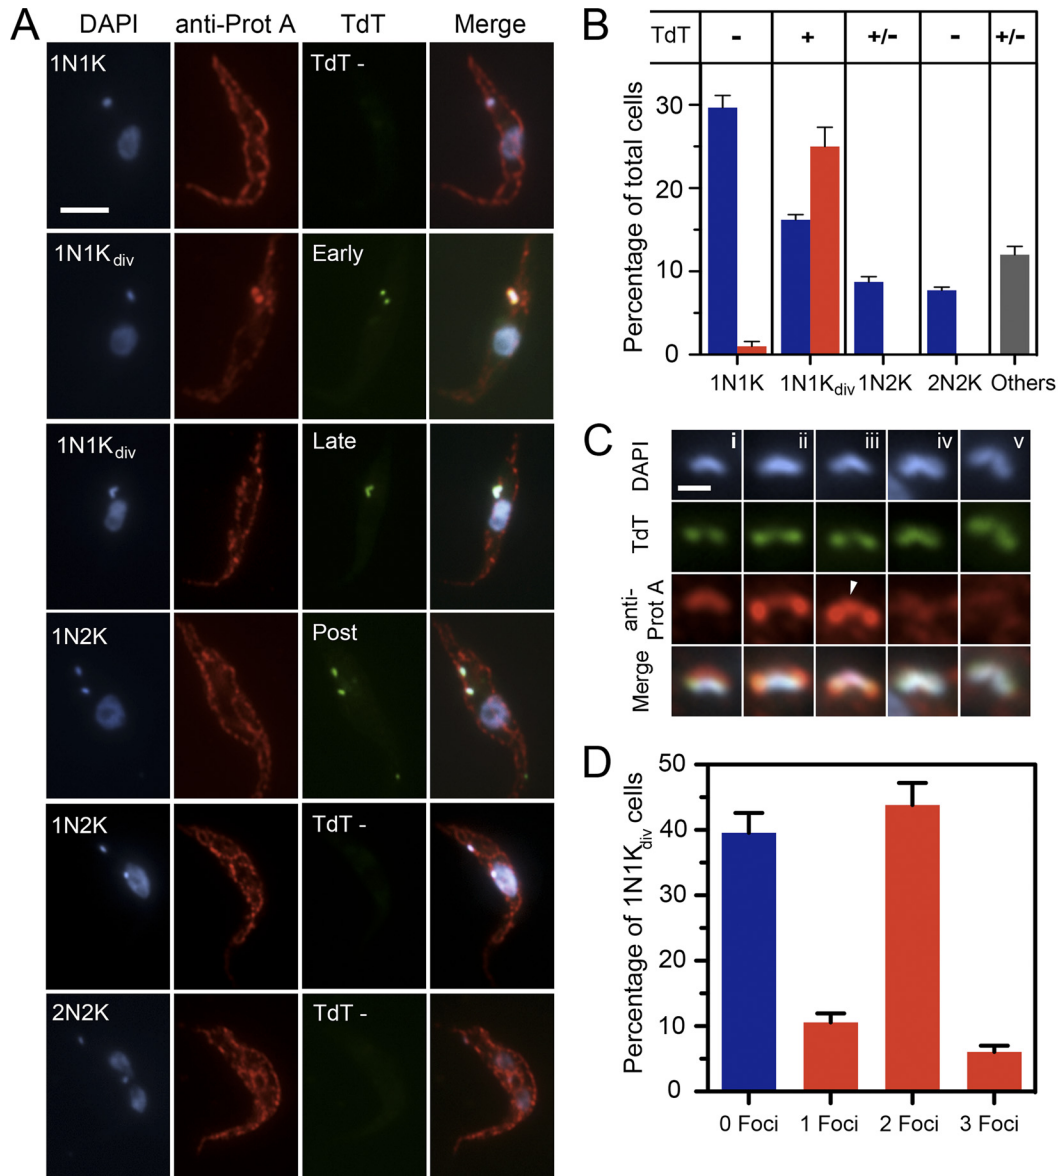 A
DAPI anti-Prot A TdT Merge
1N1K TdT -
1N1Kdiv Early
1N1Kdiv Late
1N2K Post
1N2K TdT -
2N2K TdT -
B
TdT - + +/- - +/-
Percentage of total cells
30
20
10
0
1N1K 1N1Kdiv 1N2K 2N2K Others
C
i ii iii iv v
DAPI
TdT
anti-
Prot A
Merge
D
Percentage of 1N1Kdiv cells
50
40
30
20
10
0
0 Foci 1 Foci 2 Foci 3 Foci